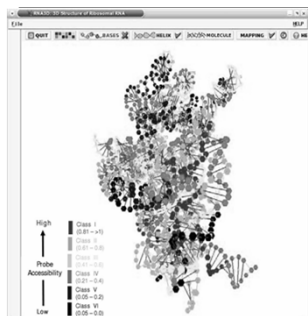 RNA2D: 3D Structure of Ribosomal RNA
File
HELP
QUIT
BASES
HELIX
MOLECULE
MAPPING
High
Probe
Accessibility
Low
Class I
(0.81 - >1)
Class II
(0.61 - 0.8)
Class III
(0.41 - 0.6)
Class IV
(0.21 - 0.4)
Class V
(0.05 - 0.2)
Class VI
(0.05 - 0.0)